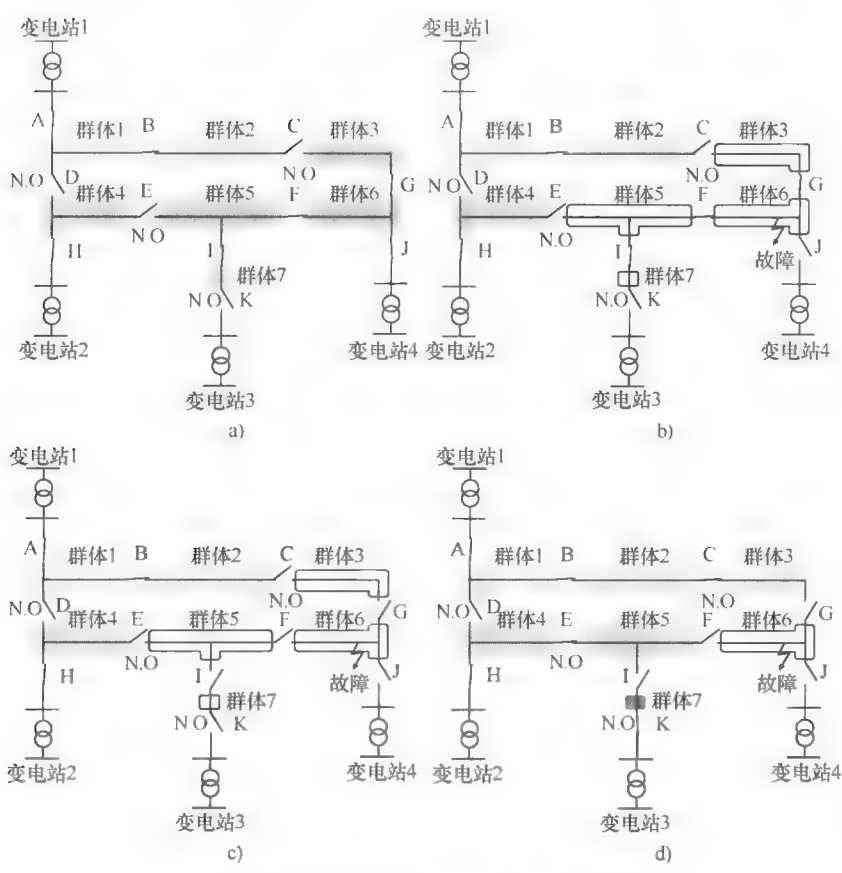 变电站1 变电站1
A 群体1 B 群体2 C 群体3 A 群体1 B 群体2 C 群体3
N.O D N O G N O D N.O G
群体4 E 群体5 F 群体6 群体4 E 群体5 F 群体6
H N O I J H N.O I 故障 J
群体7 群体7
N O K N.O K
变电站2 变电站4 变电站2 变电站4
变电站3 变电站3
a) b)
变电站1 变电站1
A 群体1 B 群体2 C 群体3 A 群体1 B 群体2 C 群体3
N.O D N.O G N.O D N.O G
群体4 E 群体5 F 群体6 群体4 E 群体5 F 群体6
H N.O I 故障 J H N.O I 故障 J
群体7 群体7
N.O K N.O K
变电站2 变电站4 变电站2 变电站4
变电站3 变电站3
c) d)